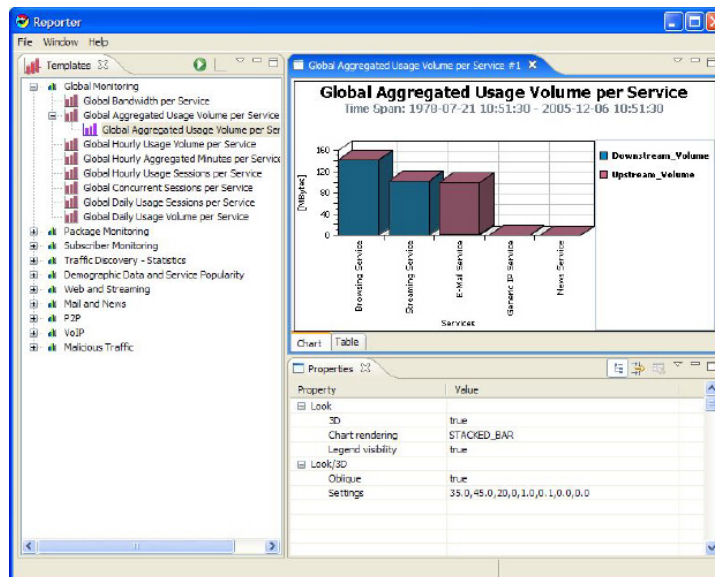 Reporter
File Window Help
Templates
Global Monitoring
Global Bandwidth per Service
Global Aggregated Usage Volume per Service
Global Aggregated Usage Volume per Ser
Global Hourly Usage Volume per Service
Global Hourly Aggregated Minutes per Service
Global Hourly Usage Sessions per Service
Global Concurrent Sessions per Service
Global Daily Usage Sessions per Service
Global Daily Usage Volume per Service
Package Monitoring
Subscriber Monitoring
Traffic Discovery - Statistics
Demographic Data and Service Popularity
Web and Streaming
Mail and News
P2P
VoIP
Malicious Traffic
Global Aggregated Usage Volume per Service #1
Global Aggregated Usage Volume per Service
Time Span: 1970-07-21 10:51:30 - 2005-12-06 10:51:30
[MBytes]
160
120
80
40
0
Browsing Service
Streaming Service
E-Mail Service
Generic IP Service
News Service
Services
Downstream_Volume
Upstream_Volume
Chart Table
Properties
Property Value
Look
3D true
Chart rendering STACKED_BAR
Legend visibility true
Look/3D
Oblique true
Settings 35.0,45.0,20,0,1.0,0.1,0.0,0.0